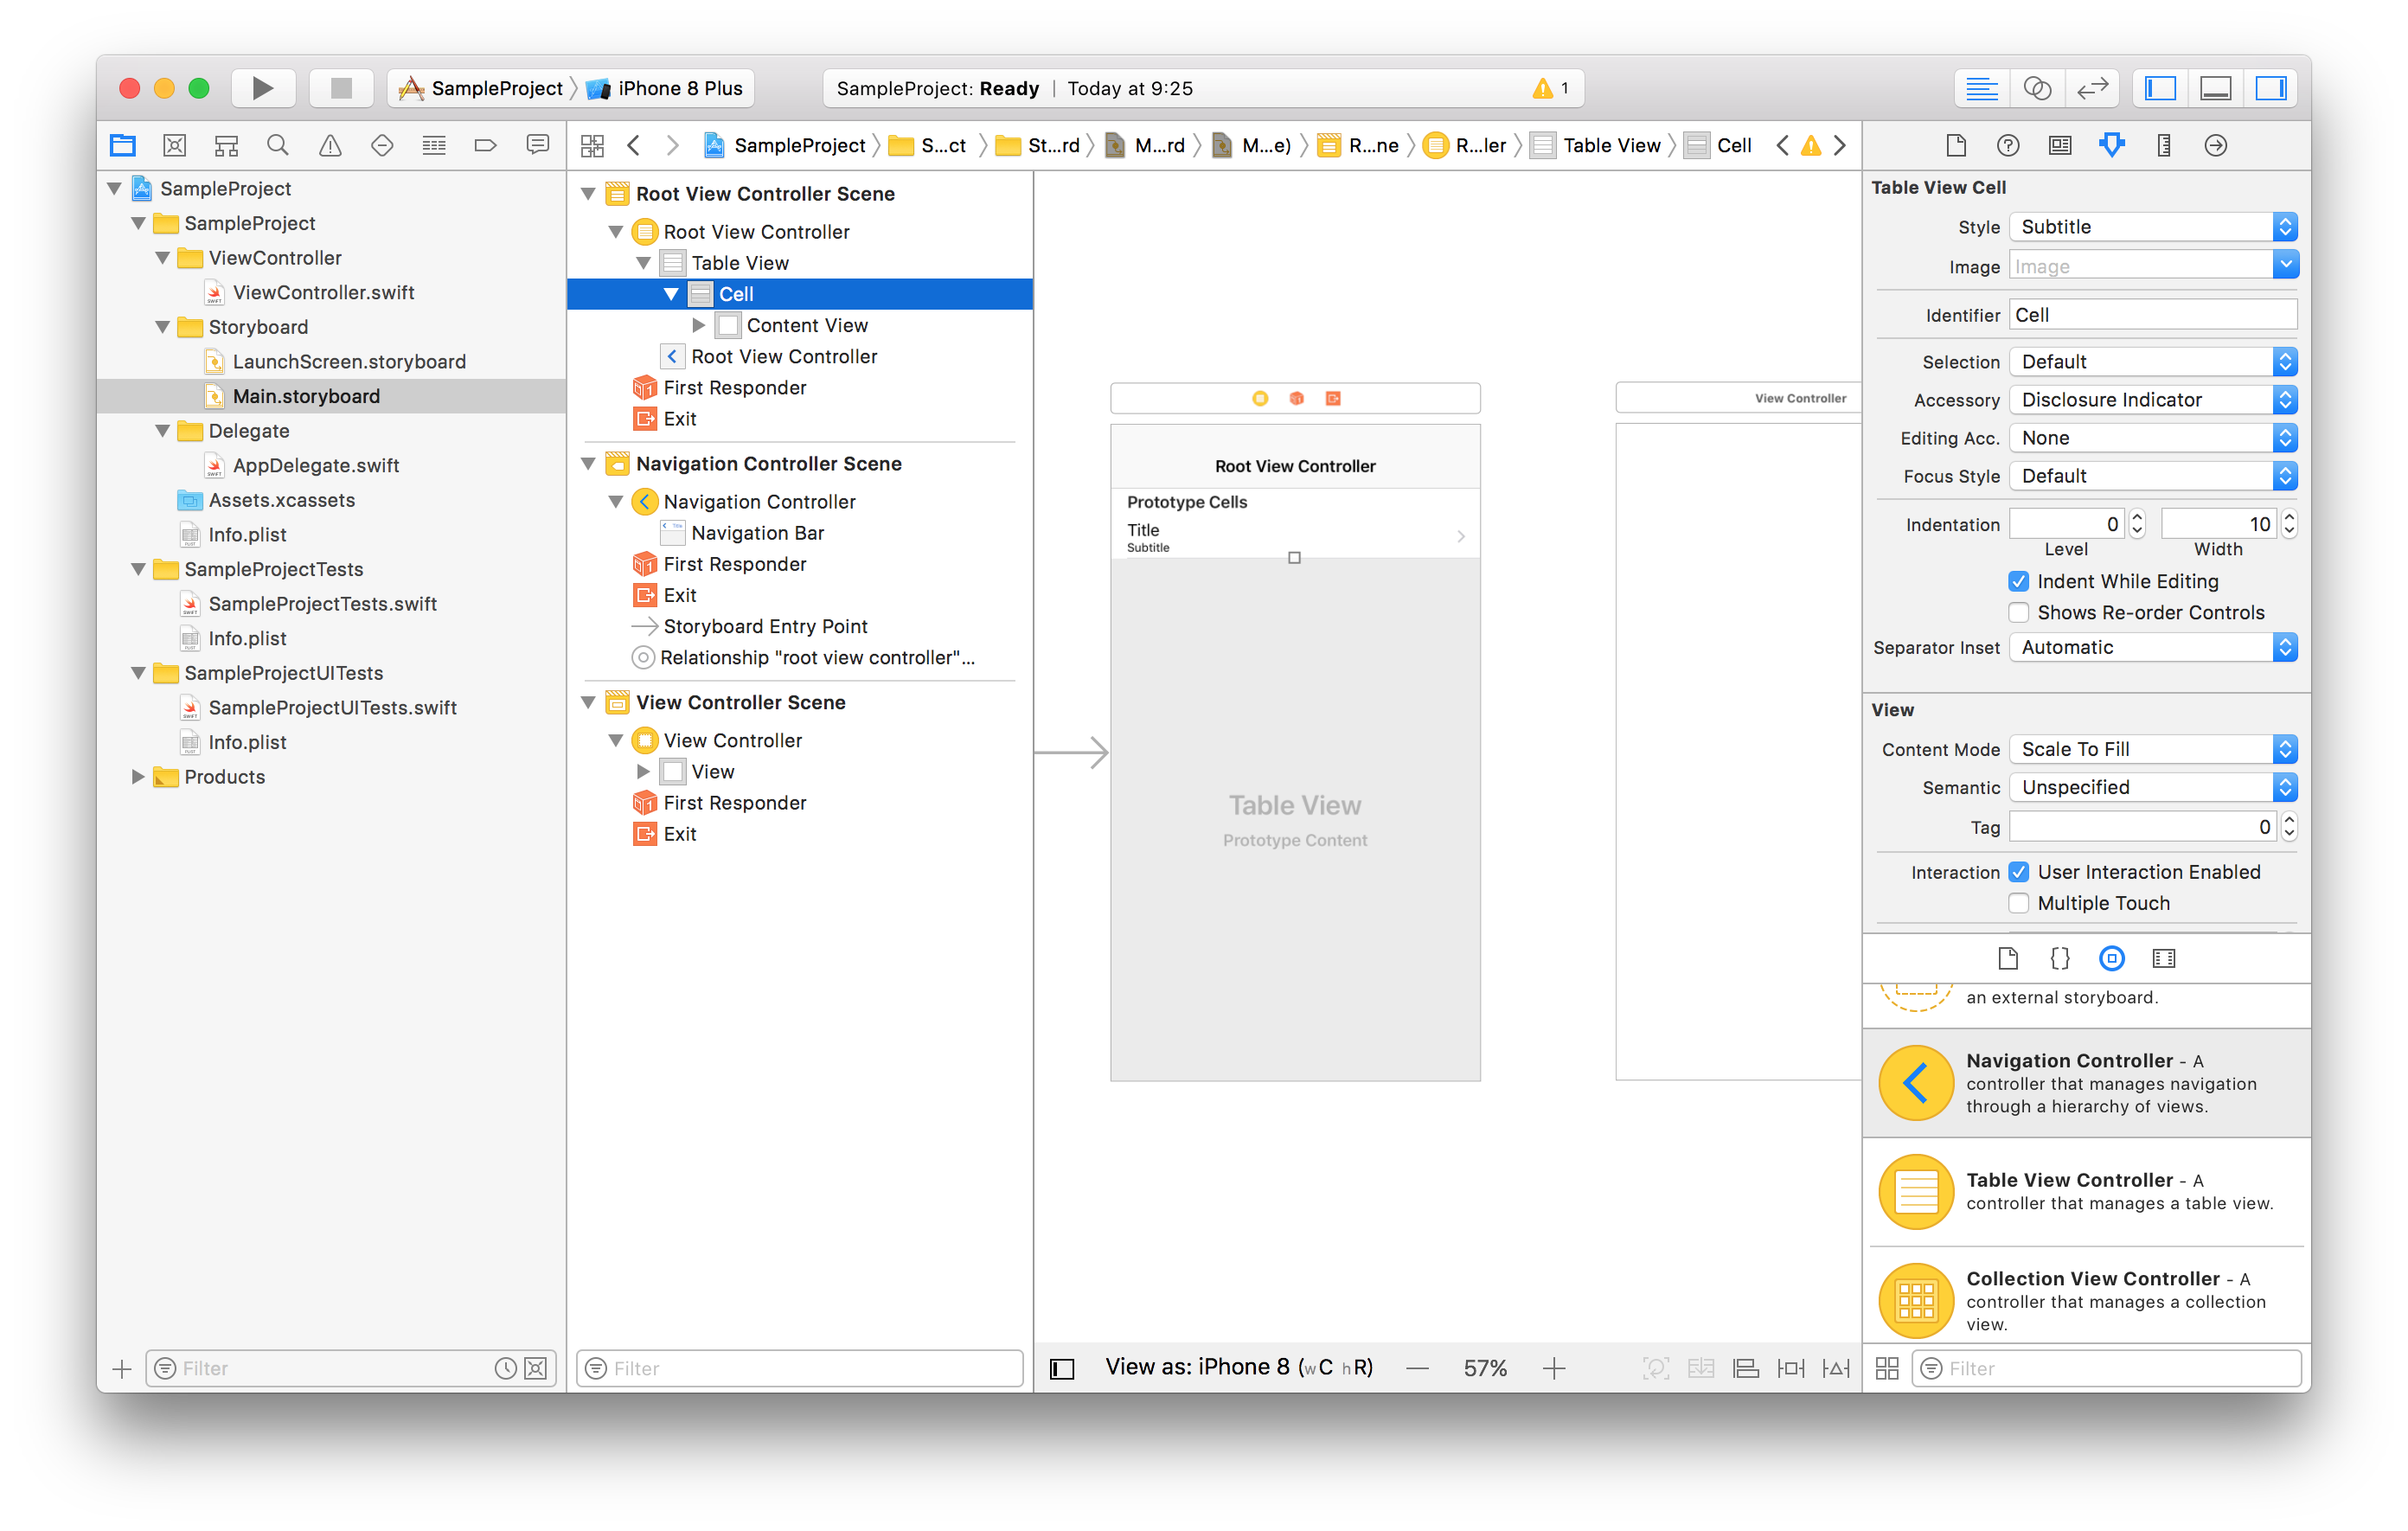 SampleProject iPhone 8 Plus
SampleProject: Ready | Today at 9:25
1
SampleProject S...ct St...rd M...rd M...e) R...ne R...ler Table View Cell
SampleProject
SampleProject
ViewController
ViewController.swift
Storyboard
LaunchScreen.storyboard
Main.storyboard
Delegate
AppDelegate.swift
Assets.xcassets
Info.plist
SampleProjectTests
SampleProjectTests.swift
Info.plist
SampleProjectUITests
SampleProjectUITests.swift
Info.plist
Products
Filter
Root View Controller Scene
Root View Controller
Table View
Cell
Content View
Root View Controller
First Responder
Exit
Navigation Controller Scene
Navigation Controller
Navigation Bar
First Responder
Exit
Storyboard Entry Point
Relationship "root view controller"...
View Controller Scene
View Controller
View
First Responder
Exit
Filter
Root View Controller
Prototype Cells
Title
Subtitle
Table View
Prototype Content
View Controller
View as: iPhone 8 (wC hR)
57%
Table View Cell
Style Subtitle
Image Image
Identifier Cell
Selection Default
Accessory Disclosure Indicator
Editing Acc. None
Focus Style Default
Indentation 0 10
Level Width
Indent While Editing
Shows Re-order Controls
Separator Inset Automatic
View
Content Mode Scale To Fill
Semantic Unspecified
Tag 0
Interaction User Interaction Enabled
Multiple Touch
{}
an external storyboard.
Navigation Controller - A
controller that manages navigation
through a hierarchy of views.
Table View Controller - A
controller that manages a table view.
Collection View Controller - A
controller that manages a collection
view.
Filter